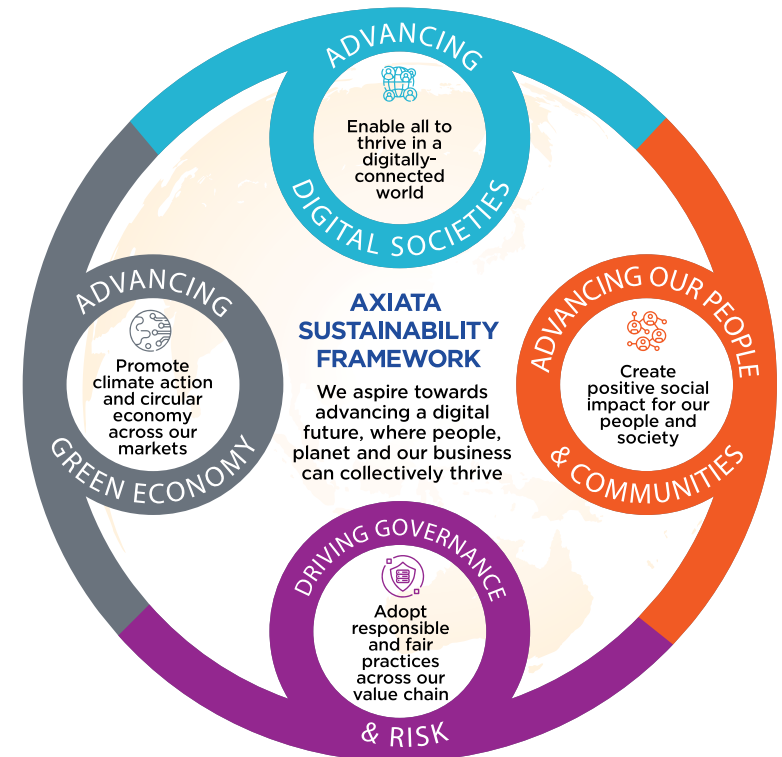 ADVANCING
DIGITAL SOCIETIES
Enable all to
thrive in a
digitally-
connected
world
ADVANCING
GREEN ECONOMY
Promote
climate action
and circular
economy
across our
markets
AXIATA
SUSTAINABILITY
FRAMEWORK
We aspire towards
advancing a digital
future, where people,
planet and our business
can collectively thrive
ADVANCING OUR PEOPLE
& COMMUNITIES
Create
positive social
impact for our
people and
society
DRIVING GOVERNANCE
& RISK
Adopt
responsible
and fair
practices
across our
value chain